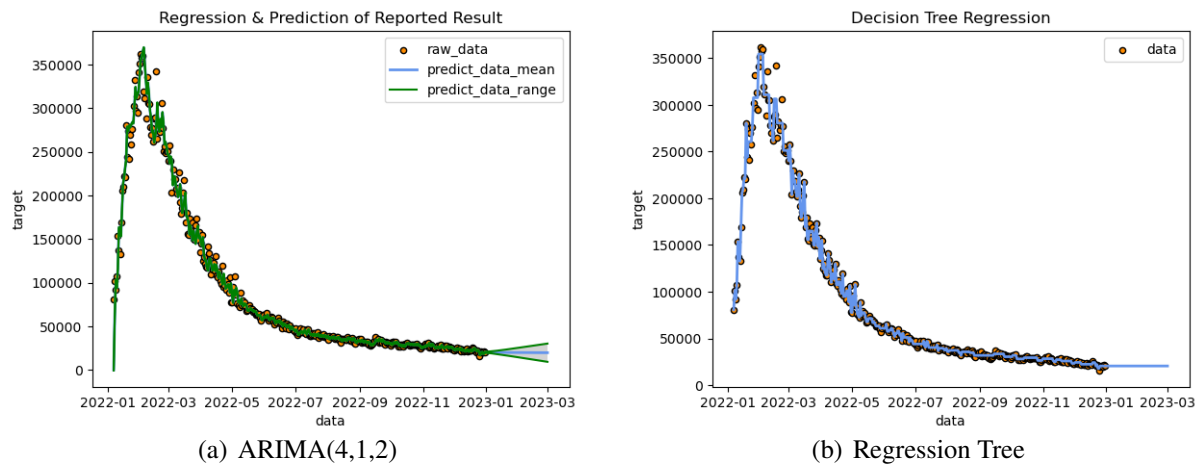 Regression & Prediction of Reported Result
raw_data
predict_data_mean
predict_data_range
350000
300000
250000
200000
150000
100000
50000
0
target
2022-01 2022-03 2022-05 2022-07 2022-09 2022-11 2023-01 2023-03
data
(a) ARIMA(4,1,2)
Decision Tree Regression
data
350000
300000
250000
200000
150000
100000
50000
0
target
2022-01 2022-03 2022-05 2022-07 2022-09 2022-11 2023-01 2023-03
data
(b) Regression Tree